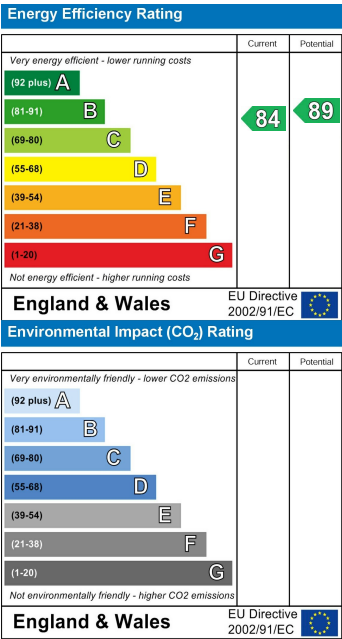 Energy Efficiency Rating
Current Potential
Very energy efficient - lower running costs
(92 plus) A
(81-91) B
84 89
(69-80) C
(55-68) D
(39-54) E
(21-38) F
(1-20) G
Not energy efficient - higher running costs
England & Wales
EU Directive
2002/91/EC
Environmental Impact (CO₂) Rating
Current Potential
Very environmentally friendly - lower CO2 emissions
(92 plus) A
(81-91) B
(69-80) C
(55-68) D
(39-54) E
(21-38) F
(1-20) G
Not environmentally friendly - higher CO2 emissions
England & Wales
EU Directive
2002/91/EC